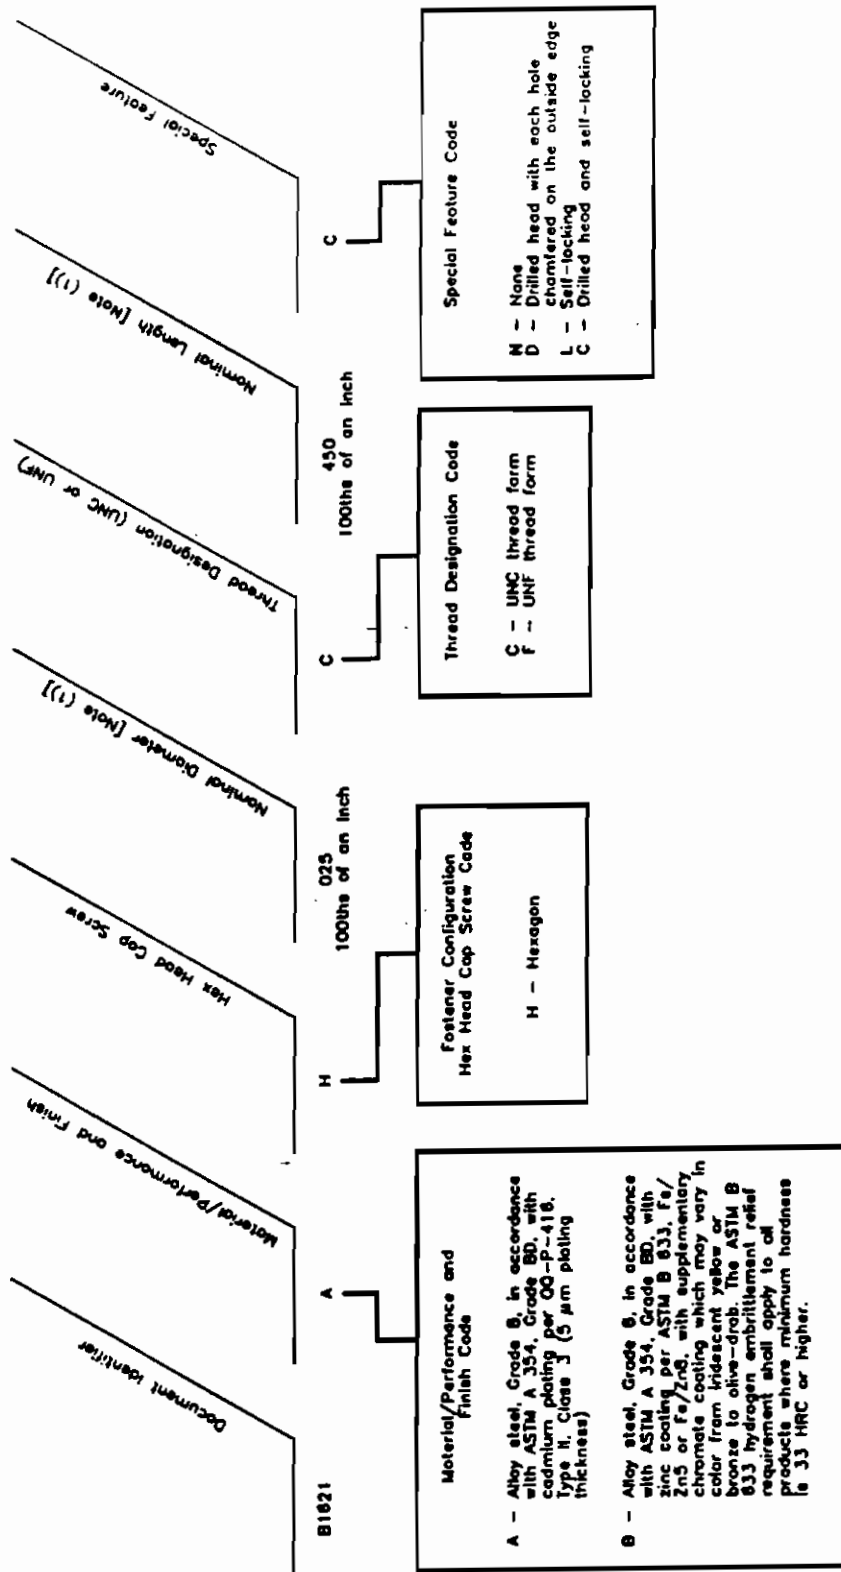 Document Identifier
Material/Performance and Finish
Hex Head Cap Screw
Nominal Diameter [Note (1)]
Thread Designation (UNC or UNF)
Nominal Length [Note (1)]
Special Feature
B1821
A
H
025
100ths of an Inch
C
450
100ths of an Inch
C
Material/Performance and
Finish Code
A – Alloy steel, Grade 8, in accordance
with ASTM A 354, Grade BD, with
cadmium plating per QQ-P-416,
Type II, Class 3 (5 µm plating
thickness)
B – Alloy steel, Grade 8, in accordance
with ASTM A 354, Grade BD, with
zinc coating per ASTM B 633, Fe/
Zn5 or Fe/Zn8, with supplementary
chromate coating which may vary in
color from iridescent yellow or
bronze to olive-drab. The ASTM B
633 hydrogen embrittlement relief
requirement shall apply to all
products where minimum hardness
is 33 HRC or higher.
Fastener Configuration
Hex Head Cap Screw Code
H – Hexagon
Thread Designation Code
C – UNC thread form
F – UNF thread form
Special Feature Code
N – None
D – Drilled head with each hole
chamfered on the outside edge
L – Self-locking
C – Drilled head and self-locking